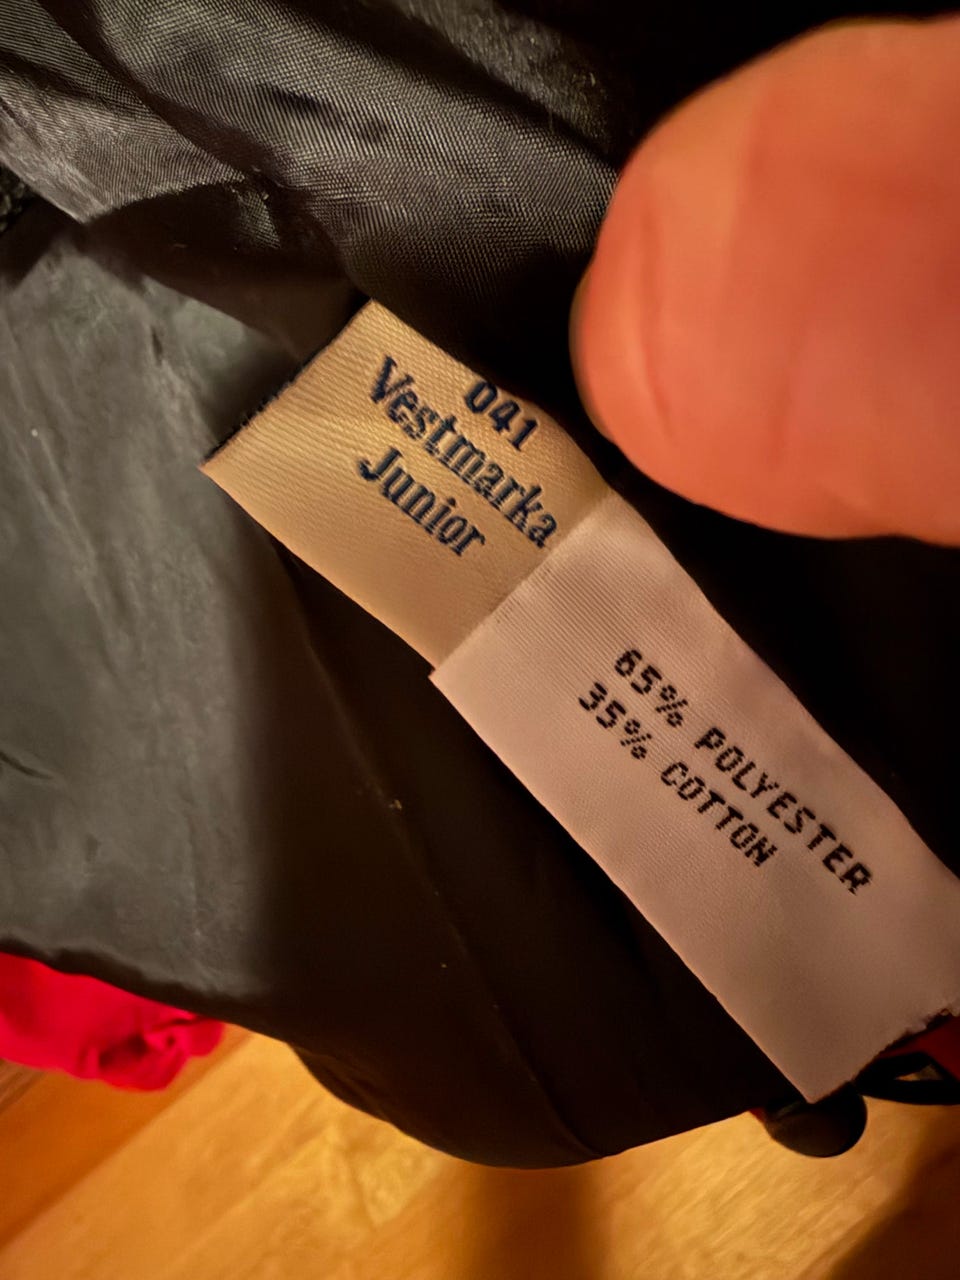 041
Vestmarka
Junior
65% POLYESTER
35% COTTON